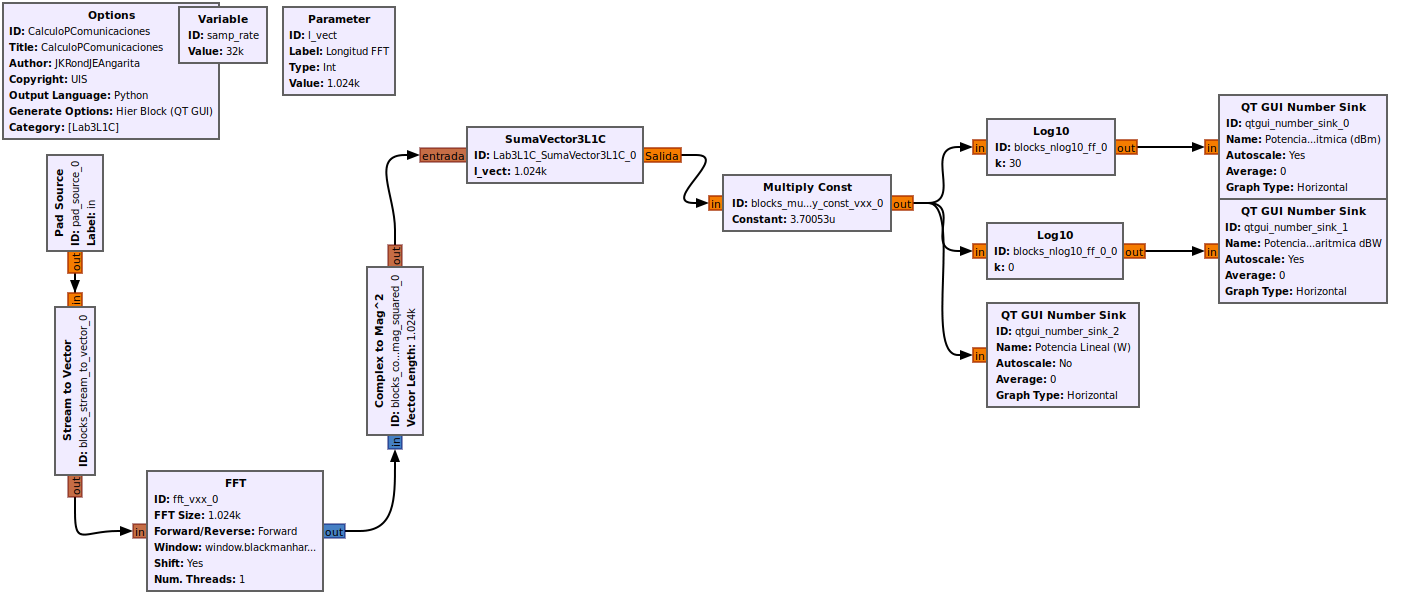 Options
ID: CalculoPComunicaciones
Title: CalculoPComunicaciones
Author: JKRondJEAngarita
Copyright: UIS
Output Language: Python
Generate Options: Hier Block (QT GUI)
Category: [Lab3L1C]
Variable
ID: samp_rate
Value: 32k
Parameter
ID: l_vect
Label: Longitud FFT
Type: Int
Value: 1.024k
Pad Source
ID: pad_source_0
Label: in
out
in
Stream to Vector
ID: blocks_stream_to_vector_0
out
in
FFT
ID: fft_vxx_0
FFT Size: 1.024k
Forward/Reverse: Forward
Window: window.blackmanhar...
Shift: Yes
Num. Threads: 1
out
in
Complex to Mag^2
ID: blocks_co...mag_squared_0
Vector Length: 1.024k
out
entrada
SumaVector3L1C
ID: Lab3L1C_SumaVector3L1C_0
l_vect: 1.024k
Salida
in
Multiply Const
ID: blocks_mu...y_const_vxx_0
Constant: 3.70053u
out
in
Log10
ID: blocks_nlog10_ff_0
k: 30
out
in
QT GUI Number Sink
ID: qtgui_number_sink_0
Name: Potencia...itmica (dBm)
Autoscale: Yes
Average: 0
Graph Type: Horizontal
in
Log10
ID: blocks_nlog10_ff_0_0
k: 0
out
in
QT GUI Number Sink
ID: qtgui_number_sink_1
Name: Potencia...aritmica dBW
Autoscale: Yes
Average: 0
Graph Type: Horizontal
in
QT GUI Number Sink
ID: qtgui_number_sink_2
Name: Potencia Lineal (W)
Autoscale: No
Average: 0
Graph Type: Horizontal